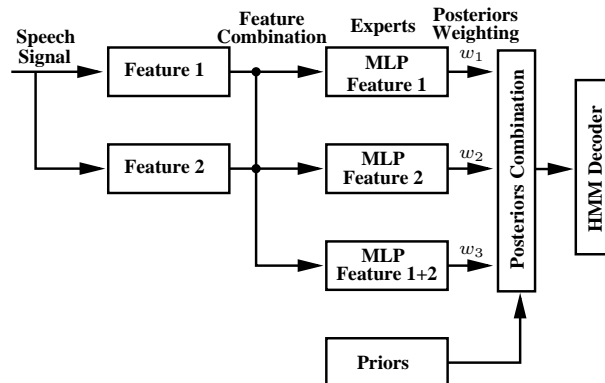 Speech
Signal
Feature
Combination
Experts
Posteriors
Weighting
Feature 1
MLP
Feature 1
w1
Feature 2
MLP
Feature 2
w2
MLP
Feature 1+2
w3
Posteriors Combination
HMM Decoder
Priors